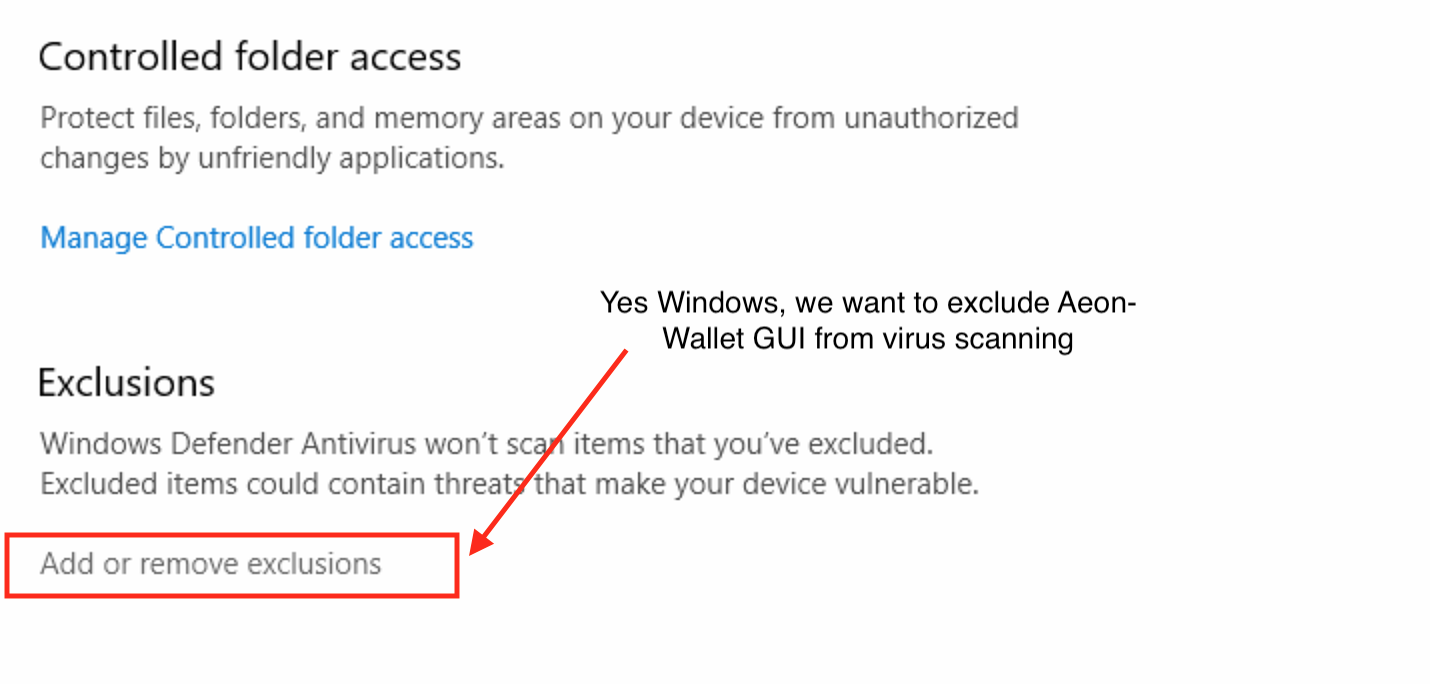 Controlled folder access
Protect files, folders, and memory areas on your device from unauthorized
changes by unfriendly applications.
Manage Controlled folder access
Yes Windows, we want to exclude Aeon-
Wallet GUI from virus scanning
Exclusions
Windows Defender Antivirus won’t scan items that you’ve excluded.
Excluded items could contain threats that make your device vulnerable.
Add or remove exclusions